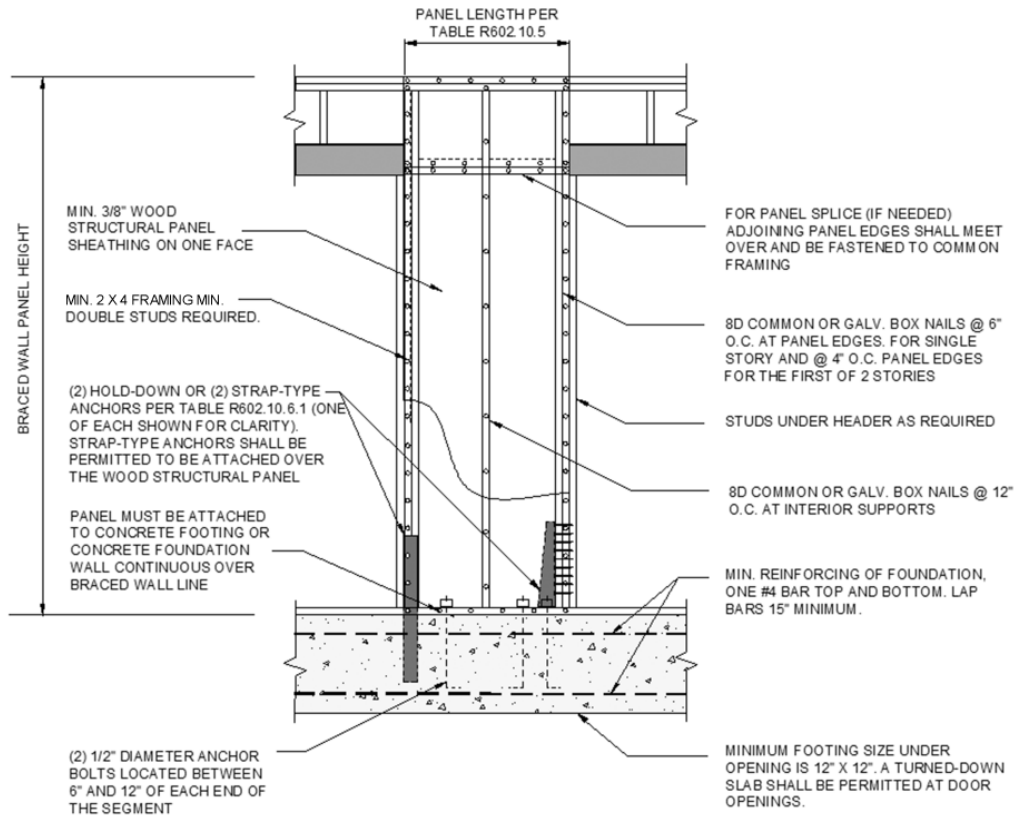 PANEL LENGTH PER
TABLE R602.10.5
BRACED WALL PANEL HEIGHT
MIN. 3/8" WOOD
STRUCTURAL PANEL
SHEATHING ON ONE FACE
MIN. 2 X 4 FRAMING MIN.
DOUBLE STUDS REQUIRED.
(2) HOLD-DOWN OR (2) STRAP-TYPE
ANCHORS PER TABLE R602.10.6.1 (ONE
OF EACH SHOWN FOR CLARITY).
STRAP-TYPE ANCHORS SHALL BE
PERMITTED TO BE ATTACHED OVER
THE WOOD STRUCTURAL PANEL
PANEL MUST BE ATTACHED
TO CONCRETE FOOTING OR
CONCRETE FOUNDATION
WALL CONTINUOUS OVER
BRACED WALL LINE
(2) 1/2" DIAMETER ANCHOR
BOLTS LOCATED BETWEEN
6" AND 12" OF EACH END OF
THE SEGMENT
FOR PANEL SPLICE (IF NEEDED)
ADJOINING PANEL EDGES SHALL MEET
OVER AND BE FASTENED TO COMMON
FRAMING
8D COMMON OR GALV. BOX NAILS @ 6"
O.C. AT PANEL EDGES. FOR SINGLE
STORY AND @ 4" O.C. PANEL EDGES
FOR THE FIRST OF 2 STORIES
STUDS UNDER HEADER AS REQUIRED
8D COMMON OR GALV. BOX NAILS @ 12"
O.C. AT INTERIOR SUPPORTS
MIN. REINFORCING OF FOUNDATION,
ONE #4 BAR TOP AND BOTTOM. LAP
BARS 15" MINIMUM.
MINIMUM FOOTING SIZE UNDER
OPENING IS 12" X 12". A TURNED-DOWN
SLAB SHALL BE PERMITTED AT DOOR
OPENINGS.